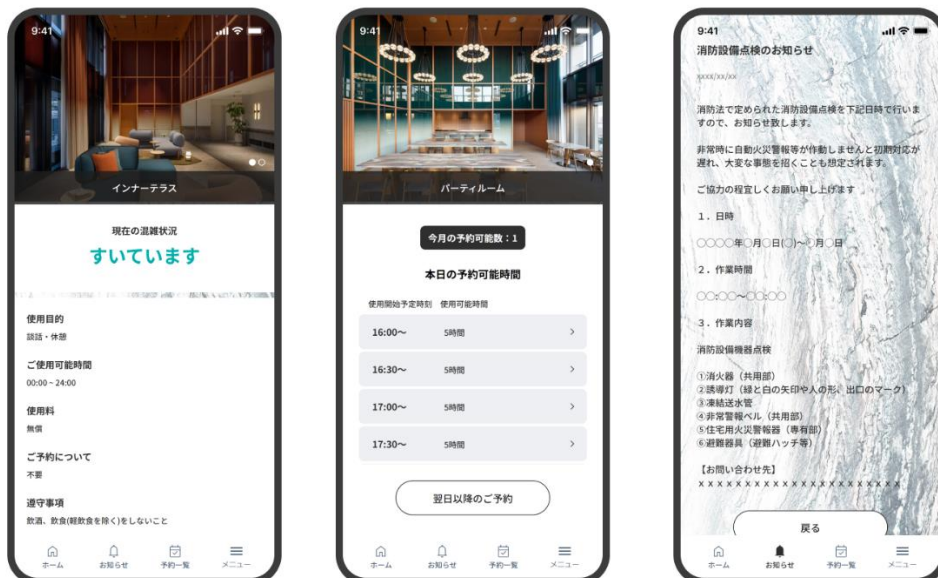 9:41
インナーテラス
現在の混雑状況
すいています
使用目的
談話・休憩
ご使用可能時間
00:00 ~ 24:00
使用料
無償
ご予約について
不要
遵守事項
飲酒、飲食(軽飲食を除く)をしないこと
ホーム
お知らせ
予約一覧
メニュー
9:41
パーティルーム
今月の予約可能数：1
本日の予約可能時間
使用開始予定時刻 使用可能時間
16:00〜 5時間
16:30〜 5時間
17:00〜 5時間
17:30〜 5時間
翌日以降のご予約
ホーム
お知らせ
予約一覧
メニュー
9:41
消防設備点検のお知らせ
xxxx/xx/xx
消防法で定められた消防設備点検を下記日時で行いま
すので、お知らせ致します。
非常時に自動火災警報等が作動しませんと初期対応が
遅れ、大変な事態を招くことも想定されます。
ご協力の程宜しくお願い申し上げます
１．日時
○○○○年○月○日(○)〜○月○日
２．作業時間
○○:○○〜○○:○○
３．作業内容
消防設備機器点検
①消火器（共用部）
②誘導灯（緑と白の矢印や人の形、出口のマーク）
③凍結送水管
④非常警報ベル（共用部）
⑤住宅用火災警報器（専有部）
⑥避難器具（避難ハッチ等）
【お問い合わせ先】
ｘｘｘｘｘｘｘｘｘｘｘｘｘｘｘｘｘｘｘｘｘｘ
戻る
ホーム
お知らせ
予約一覧
メニュー